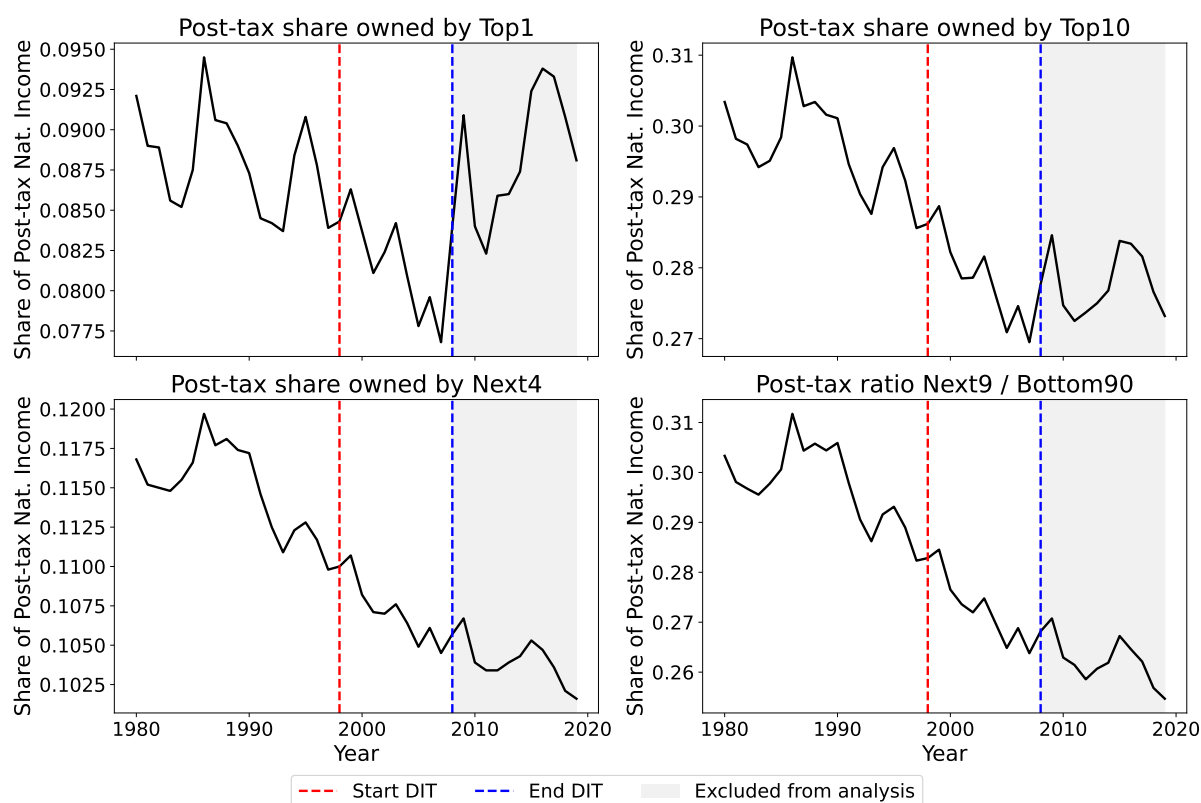 Post-tax share owned by Top1
Share of Post-tax Nat. Income
0.0950
0.0925
0.0900
0.0875
0.0850
0.0825
0.0800
0.0775
Post-tax share owned by Top10
Share of Post-tax Nat. Income
0.31
0.30
0.29
0.28
0.27
Post-tax share owned by Next4
Share of Post-tax Nat. Income
0.1200
0.1175
0.1150
0.1125
0.1100
0.1075
0.1050
0.1025
1980 1990 2000 2010 2020
Year
Post-tax ratio Next9 / Bottom90
Share of Post-tax Nat. Income
0.31
0.30
0.29
0.28
0.27
0.26
1980 1990 2000 2010 2020
Year
Start DIT End DIT Excluded from analysis